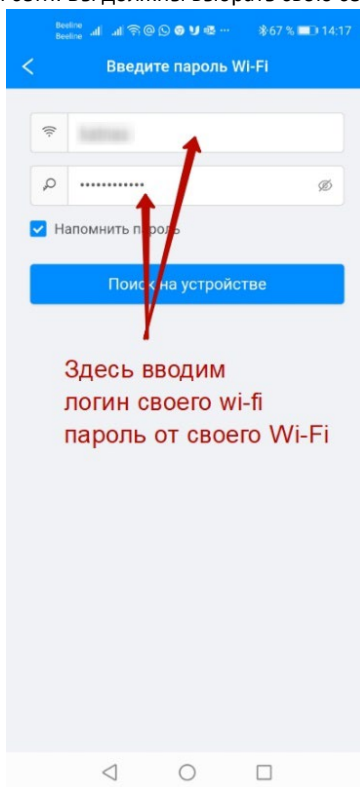 Beeline
Beeline
67 % 14:17
Введите пароль Wi-Fi
••••••••••••
Напомнить пароль
Поиск на устройстве
Здесь вводим
логин своего wi-fi
пароль от своего Wi-Fi